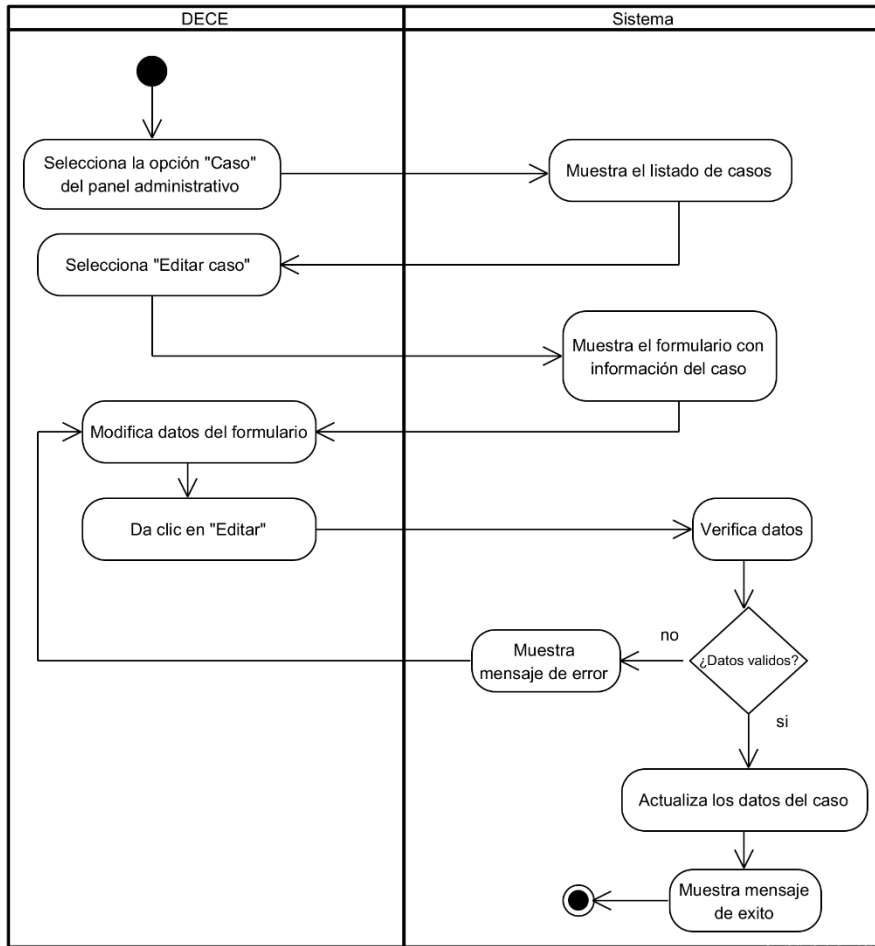 DECE
Sistema
Selecciona la opción "Caso"
del panel administrativo
Muestra el listado de casos
Selecciona "Editar caso"
Muestra el formulario con
información del caso
Modifica datos del formulario
Da clic en "Editar"
Verifica datos
¿Datos validos?
no
Muestra
mensaje de error
si
Actualiza los datos del caso
Muestra mensaje
de exito